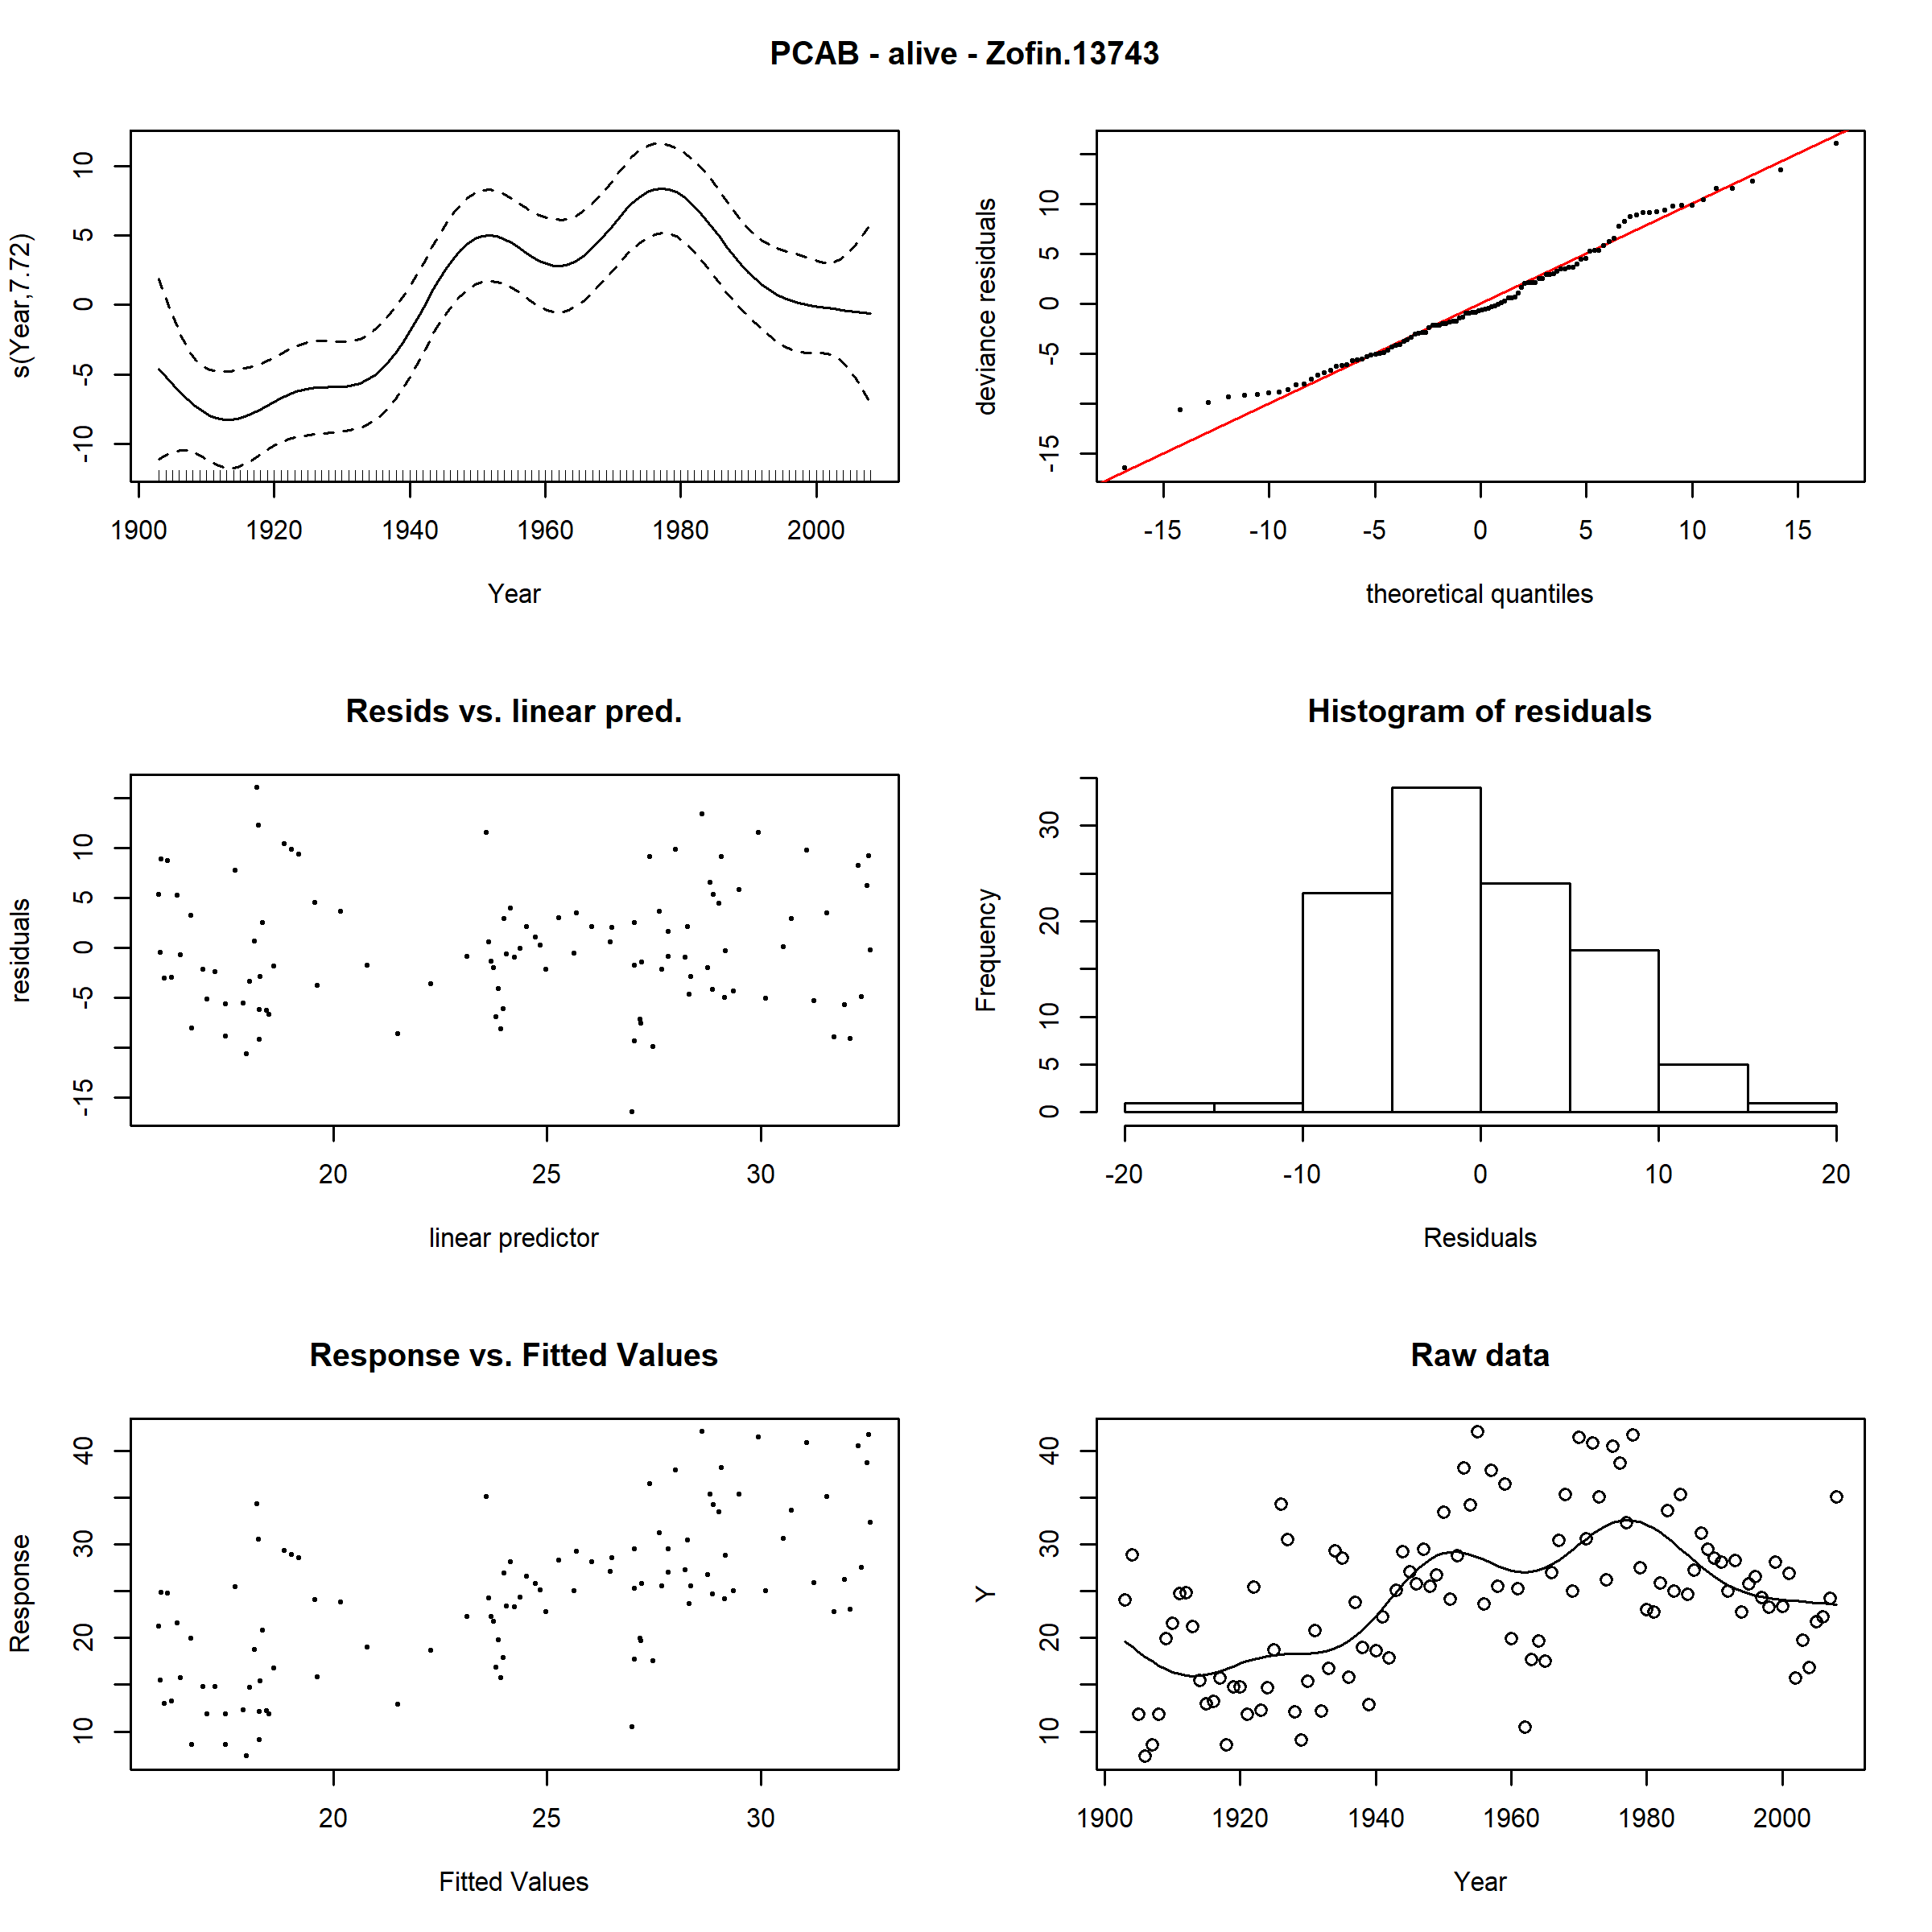 PCAB - alive - Zofin.13743
s(Year,7.72)
10
5
0
-5
-10
1900 1920 1940 1960 1980 2000
Year
deviance residuals
10
5
0
-5
-15
-15 -10 -5 0 5 10 15
theoretical quantiles
Resids vs. linear pred.
residuals
10
5
0
-5
-15
20 25 30
linear predictor
Histogram of residuals
Frequency
30
20
10
5
0
-20 -10 0 10 20
Residuals
Response vs. Fitted Values
Response
40
30
20
10
20 25 30
Fitted Values
Raw data
Y
40
30
20
10
1900 1920 1940 1960 1980 2000
Year